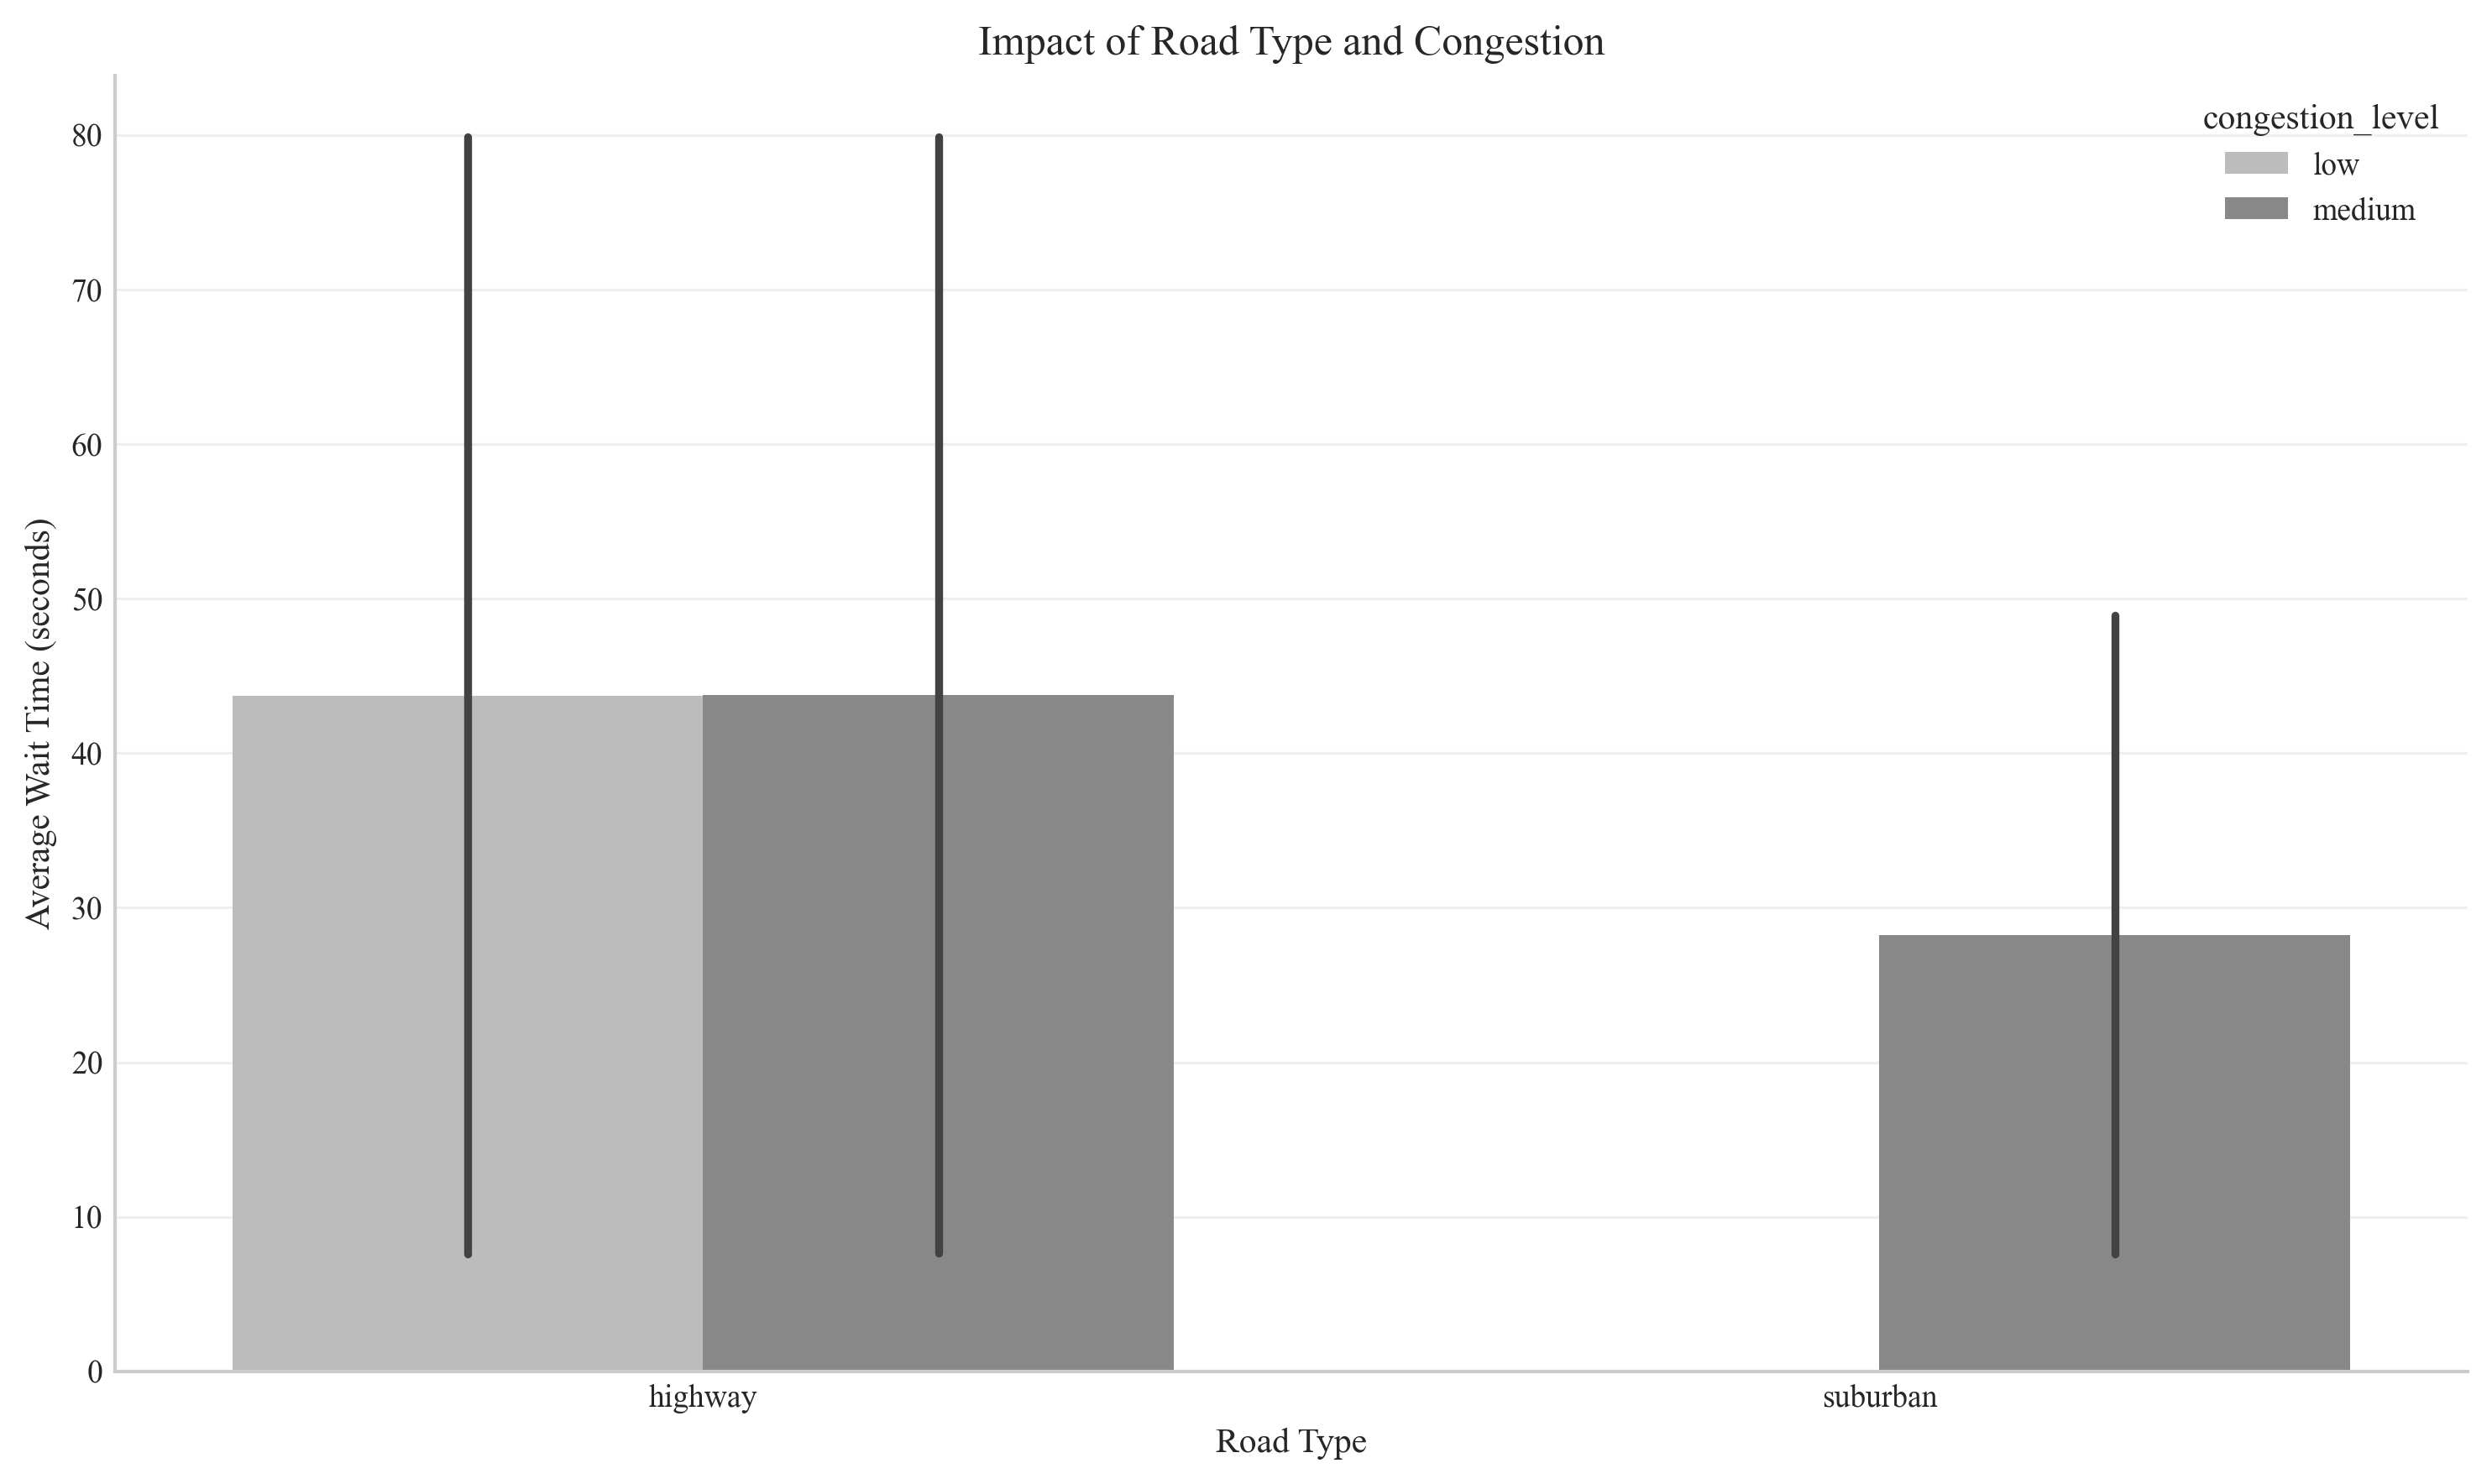 Impact of Road Type and Congestion
congestion_level
low
medium
Average Wait Time (seconds)
80
70
60
50
40
30
20
10
0
highway
suburban
Road Type